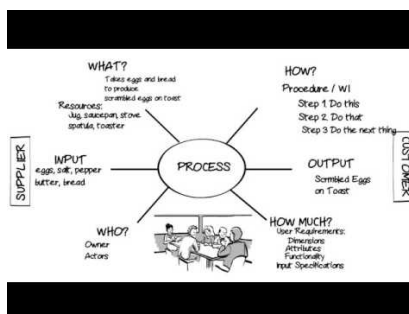 WHAT?
Takes eggs and bread
to produce
scrambled eggs on toast
Resources:
Jug, saucepan, stove
spatula, toaster
HOW?
Procedure / WI
Step 1 Do this
Step 2 Do that
Step 3 Do the next thing
SUPPLIER
INPUT
eggs, salt, pepper
butter, bread
PROCESS
OUTPUT
Scrmbled Eggs
on Toast
CUSTOMER
WHO?
Owner
Actors
HOW MUCH?
User Requirements:
Dimensions
Attributes
Functionality
Input Specifications